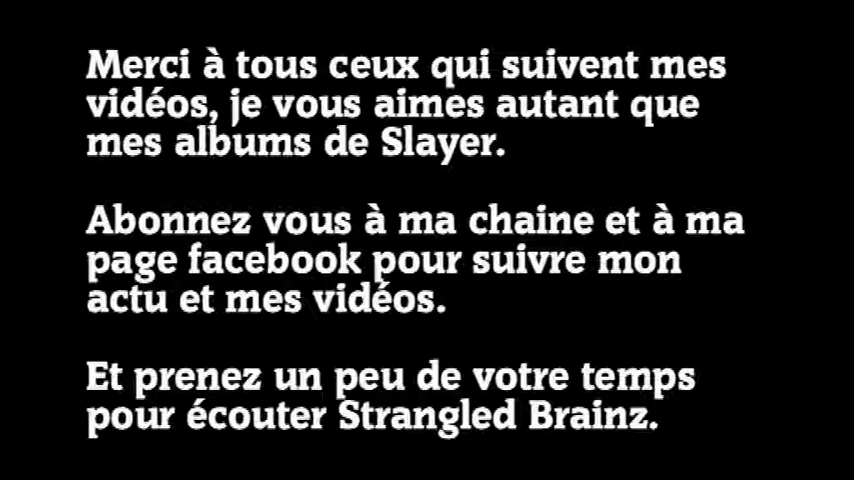 Merci à tous ceux qui suivent mes
vidéos, je vous aimes autant que
mes albums de Slayer.
Abonnez vous à ma chaine et à ma
page facebook pour suivre mon
actu et mes vidéos.
Et prenez un peu de votre temps
pour écouter Strangled Brainz.